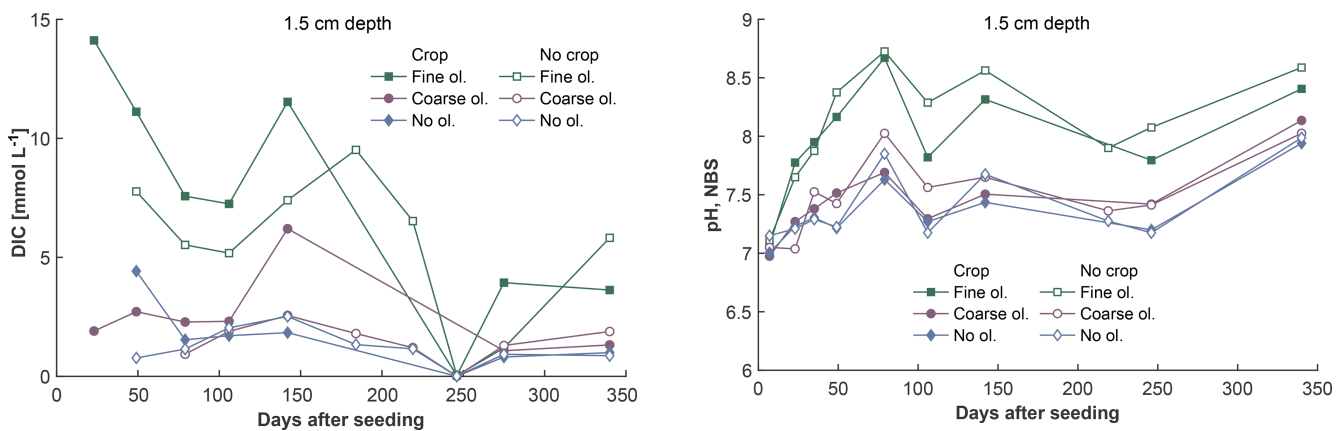 1.5 cm depth
DIC [mmol L-1]
15
10
5
0
Crop No crop
Fine ol. Fine ol.
Coarse ol. Coarse ol.
No ol. No ol.
0 50 100 150 200 250 300 350
Days after seeding
1.5 cm depth
pH, NBS
9
8.5
8
7.5
7
6.5
6
Crop No crop
Fine ol. Fine ol.
Coarse ol. Coarse ol.
No ol. No ol.
0 50 100 150 200 250 300 350
Days after seeding